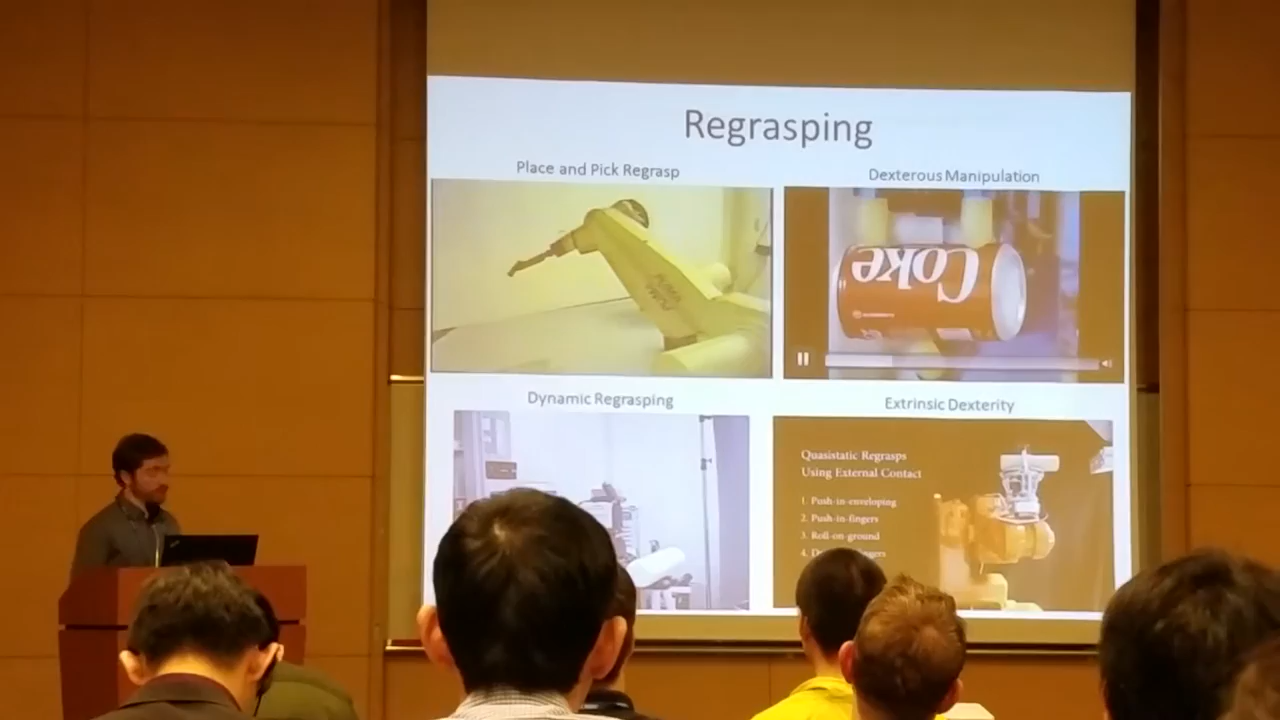 Regrasping
Place and Pick Regrasp
Dexterous Manipulation
Coke
Dynamic Regrasping
Extrinsic Dexterity
Quasistatic Regrasps
Using External Contact
1. Push-in-enveloping
2. Push-in-fingers
3. Roll-on-ground
4.